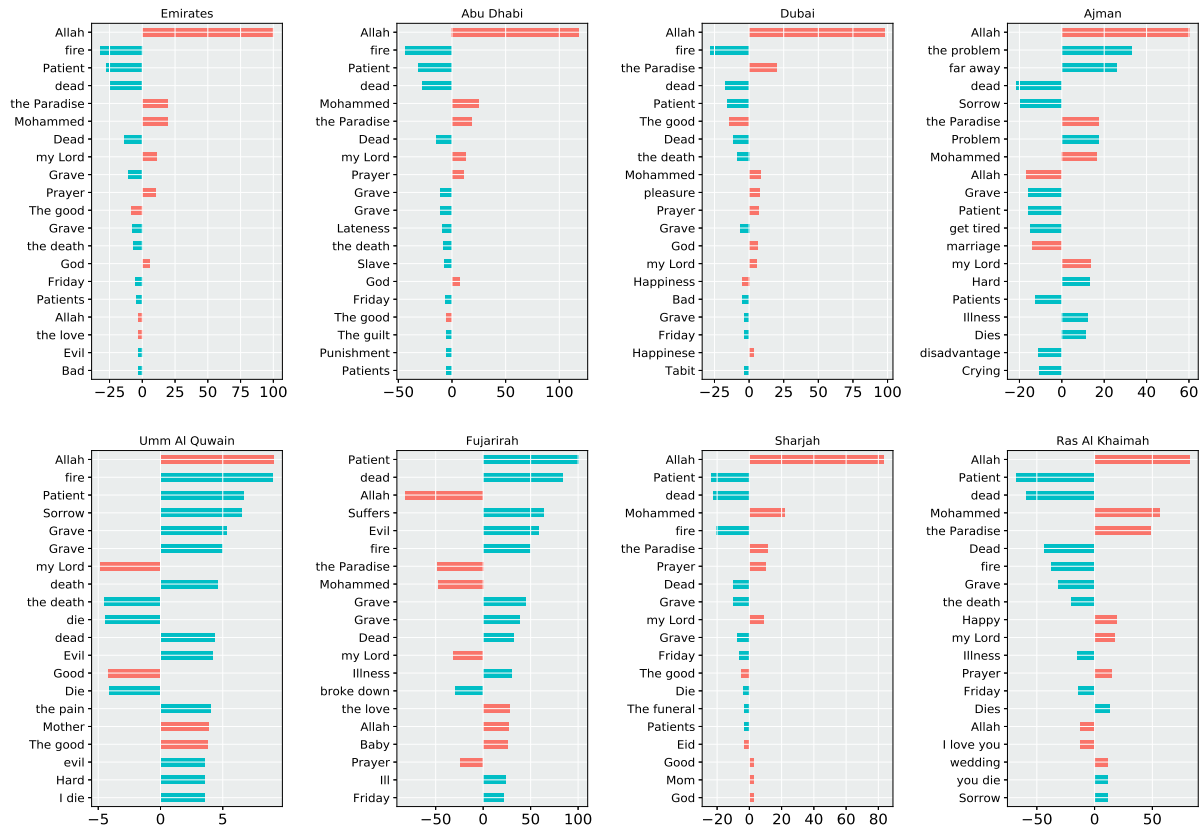 Emirates
Allah
fire
Patient
dead
the Paradise
Mohammed
Dead
my Lord
Grave
Prayer
The good
Grave
the death
God
Friday
Patients
Allah
the love
Evil
Bad
−25 0 25 50 75 100
Abu Dhabi
Allah
fire
Patient
dead
Mohammed
the Paradise
Dead
my Lord
Prayer
Grave
Grave
Lateness
the death
Slave
God
Friday
The good
The guilt
Punishment
Patients
−50 0 50 100
Dubai
Allah
fire
the Paradise
dead
Patient
The good
Dead
the death
Mohammed
pleasure
Prayer
Grave
God
my Lord
Happiness
Bad
Grave
Friday
Happinese
Tabit
−25 0 25 50 75 100
Ajman
Allah
the problem
far away
dead
Sorrow
the Paradise
Problem
Mohammed
Allah
Grave
Patient
get tired
marriage
my Lord
Hard
Patients
Illness
Dies
disadvantage
Crying
−20 0 20 40 60
Umm Al Quwain
Allah
fire
Patient
Sorrow
Grave
Grave
my Lord
death
the death
die
dead
Evil
Good
Die
the pain
Mother
The good
evil
Hard
I die
−5 0 5
Fujarirah
Patient
dead
Allah
Suffers
Evil
fire
the Paradise
Mohammed
Grave
Grave
Dead
my Lord
Illness
broke down
the love
Allah
Baby
Prayer
Ill
Friday
−50 0 50 100
Sharjah
Allah
Patient
dead
Mohammed
fire
the Paradise
Prayer
Dead
Grave
my Lord
Grave
Friday
The good
Die
The funeral
Patients
Eid
Good
Mom
God
−20 0 20 40 60 80
Ras Al Khaimah
Allah
Patient
dead
Mohammed
the Paradise
Dead
fire
Grave
the death
Happy
my Lord
Illness
Prayer
Friday
Dies
Allah
I love you
wedding
you die
Sorrow
−50 0 50